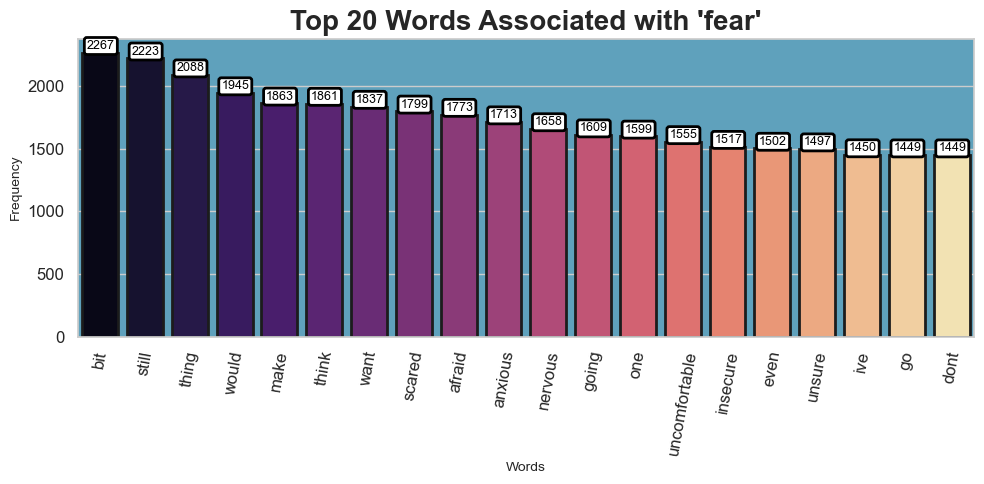 Top 20 Words Associated with 'fear'
2267
2223
2088
1945
1863
1861
1837
1799
1773
1713
1658
1609
1599
1555
1517
1502
1497
1450
1449
1449
2000
1500
1000
500
0
Frequency
bit
still
thing
would
make
think
want
scared
afraid
anxious
nervous
going
one
uncomfortable
insecure
even
unsure
ive
go
dont
Words